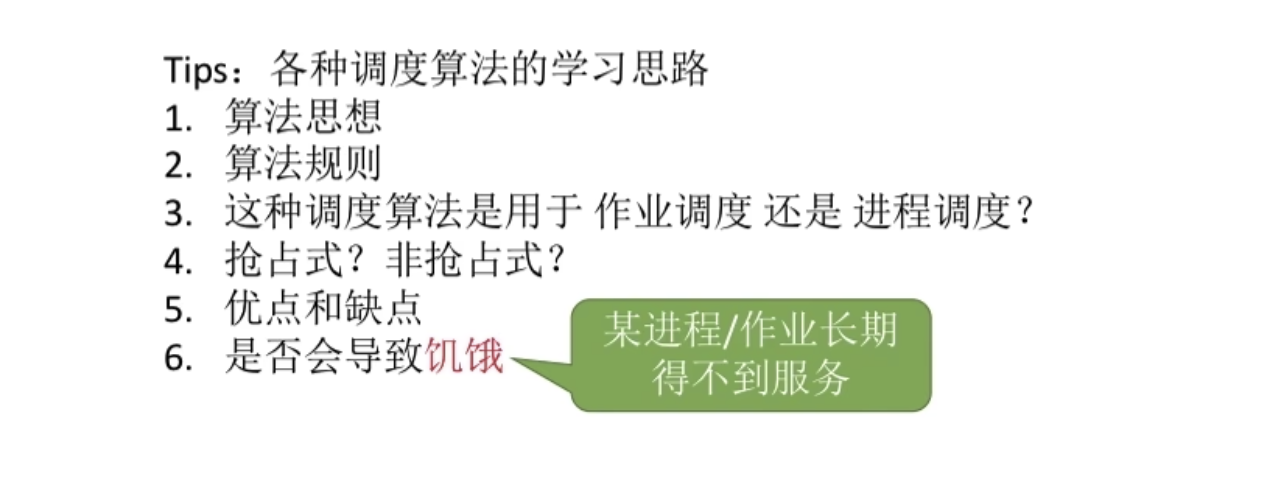 Tips：各种调度算法的学习思路
1. 算法思想
2. 算法规则
3. 这种调度算法是用于 作业调度 还是 进程调度？
4. 抢占式？非抢占式？
5. 优点和缺点
6. 是否会导致饥饿
某进程/作业长期
得不到服务